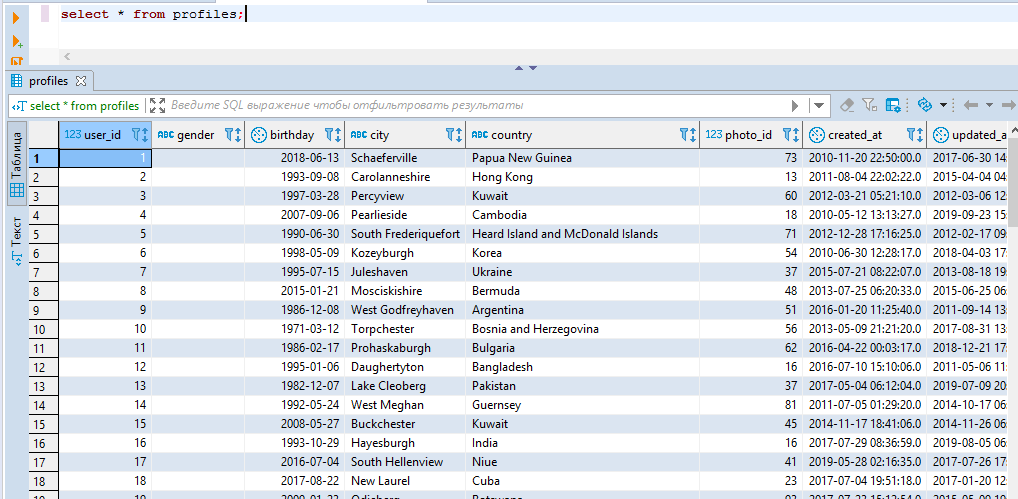 select * from profiles;
profiles
select * from profiles Введите SQL выражение чтобы отфильтровать результаты
Таблица
Текст
123 user_id ABC gender birthday ABC city ABC country 123 photo_id created_at updated_a
1 1 2018-06-13 Schaeferville Papua New Guinea 73 2010-11-20 22:50:00.0 2017-06-30 14:
2 2 1993-09-08 Carolanneshire Hong Kong 13 2011-08-04 22:02:22.0 2015-04-04 04:
3 3 1997-03-28 Percyview Kuwait 60 2012-03-21 05:21:10.0 2012-03-06 12:
4 4 2007-09-06 Pearlieside Cambodia 18 2010-05-12 13:13:27.0 2019-09-23 15:
5 5 1990-06-30 South Frederiquefort Heard Island and McDonald Islands 71 2012-12-28 17:16:25.0 2012-02-17 09:
6 6 1998-05-09 Kozeyburgh Korea 54 2010-06-30 12:28:17.0 2018-04-03 17:
7 7 1995-07-15 Juleshaven Ukraine 37 2015-07-21 08:22:07.0 2013-08-18 19:
8 8 2015-01-21 Mosciskishire Bermuda 48 2013-07-25 06:20:33.0 2015-06-25 06:
9 9 1986-12-08 West Godfreyhaven Argentina 51 2016-01-20 11:25:40.0 2011-09-14 13:
10 10 1971-03-12 Torpchester Bosnia and Herzegovina 56 2013-05-09 21:21:20.0 2017-08-31 13:
11 11 1986-02-17 Prohaskaburgh Bulgaria 62 2016-04-22 00:03:17.0 2018-12-21 17:
12 12 1995-01-06 Daughertyton Bangladesh 16 2016-07-10 15:10:06.0 2011-05-06 11:
13 13 1982-12-07 Lake Cleoberg Pakistan 37 2017-05-04 06:12:04.0 2019-07-09 20:
14 14 1992-05-24 West Meghan Guernsey 81 2011-07-05 01:29:20.0 2014-10-17 06:
15 15 2008-05-27 Buckchester Kuwait 45 2014-11-17 18:41:06.0 2014-11-26 06:
16 16 1993-10-29 Hayesburgh India 16 2017-07-29 08:36:59.0 2019-08-05 06:
17 17 2016-07-04 South Hellenview Niue 41 2019-05-28 02:16:35.0 2017-07-26 17:
18 18 2017-08-22 New Laurel Cuba 23 2017-07-04 19:51:18.0 2017-01-20 12: